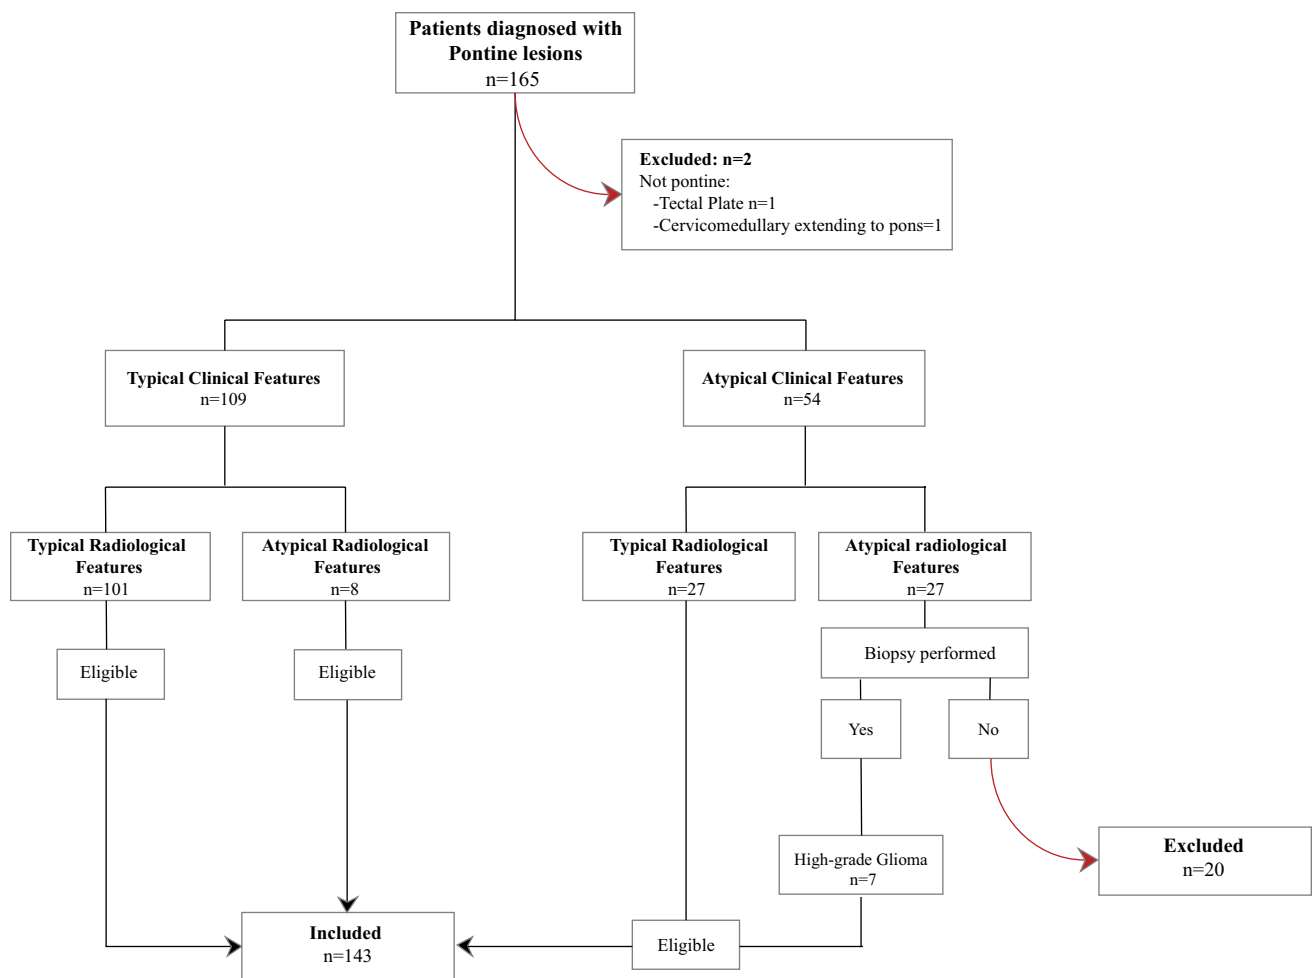 Patients diagnosed with
Pontine lesions
n=165
Excluded: n=2
Not pontine:
-Tectal Plate n=1
-Cervicomedullary extending to pons=1
Typical Clinical Features
n=109
Atypical Clinical Features
n=54
Typical Radiological
Features
n=101
Atypical Radiological
Features
n=8
Typical Radiological
Features
n=27
Atypical radiological
Features
n=27
Eligible
Eligible
Biopsy performed
Yes
No
High-grade Glioma
n=7
Excluded
n=20
Included
n=143
Eligible